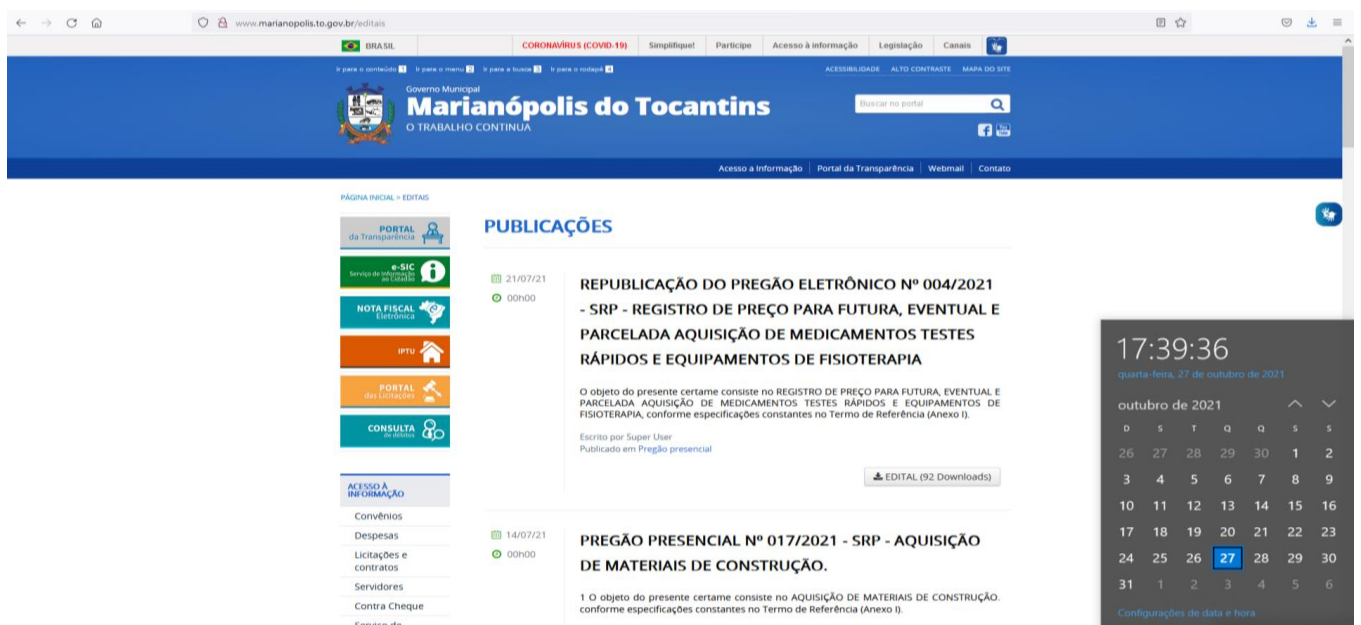 www.marianopolis.to.gov.br/editais
BRASIL CORONAVÍRUS (COVID-19) Simplifique! Participe Acesso à informação Legislação Canais
Ir para o conteúdo 1 Ir para o menu 2 Ir para a busca 3 Ir para o rodapé 4 ACESSIBILIDADE ALTO CONTRASTE MAPA DO SITE
Governo Municipal
Marianópolis do Tocantins
O TRABALHO CONTINUA
Buscar no portal
Acesso a Informação Portal da Transparência Webmail Contato
PÁGINA INICIAL > EDITAIS
PORTAL
da Transparência
e-SIC
Serviço de Informação
ao Cidadão
NOTA FISCAL
Eletrônica
IPTU
PORTAL
das Licitações
CONSULTA
de débitos
ACESSO À
INFORMAÇÃO
Convênios
Despesas
Licitações e
contratos
Servidores
Contra Cheque
Serviço de
PUBLICAÇÕES
21/07/21
00h00
REPUBLICAÇÃO DO PREGÃO ELETRÔNICO Nº 004/2021
- SRP - REGISTRO DE PREÇO PARA FUTURA, EVENTUAL E
PARCELADA AQUISIÇÃO DE MEDICAMENTOS TESTES
RÁPIDOS E EQUIPAMENTOS DE FISIOTERAPIA
O objeto do presente certame consiste no REGISTRO DE PREÇO PARA FUTURA, EVENTUAL E
PARCELADA AQUISIÇÃO DE MEDICAMENTOS TESTES RÁPIDOS E EQUIPAMENTOS DE
FISIOTERAPIA, conforme especificações constantes no Termo de Referência (Anexo I).
Escrito por Super User
Publicado em Pregão presencial
EDITAL (92 Downloads)
14/07/21
00h00
PREGÃO PRESENCIAL Nº 017/2021 - SRP - AQUISIÇÃO
DE MATERIAIS DE CONSTRUÇÃO.
1 O objeto do presente certame consiste no AQUISIÇÃO DE MATERIAIS DE CONSTRUÇÃO.
conforme especificações constantes no Termo de Referência (Anexo I).
17:39:36
quarta-feira, 27 de outubro de 2021
outubro de 2021
D S T Q Q S S
26 27 28 29 30 1 2
3 4 5 6 7 8 9
10 11 12 13 14 15 16
17 18 19 20 21 22 23
24 25 26 27 28 29 30
31 1 2 3 4 5 6
Configurações de data e hora